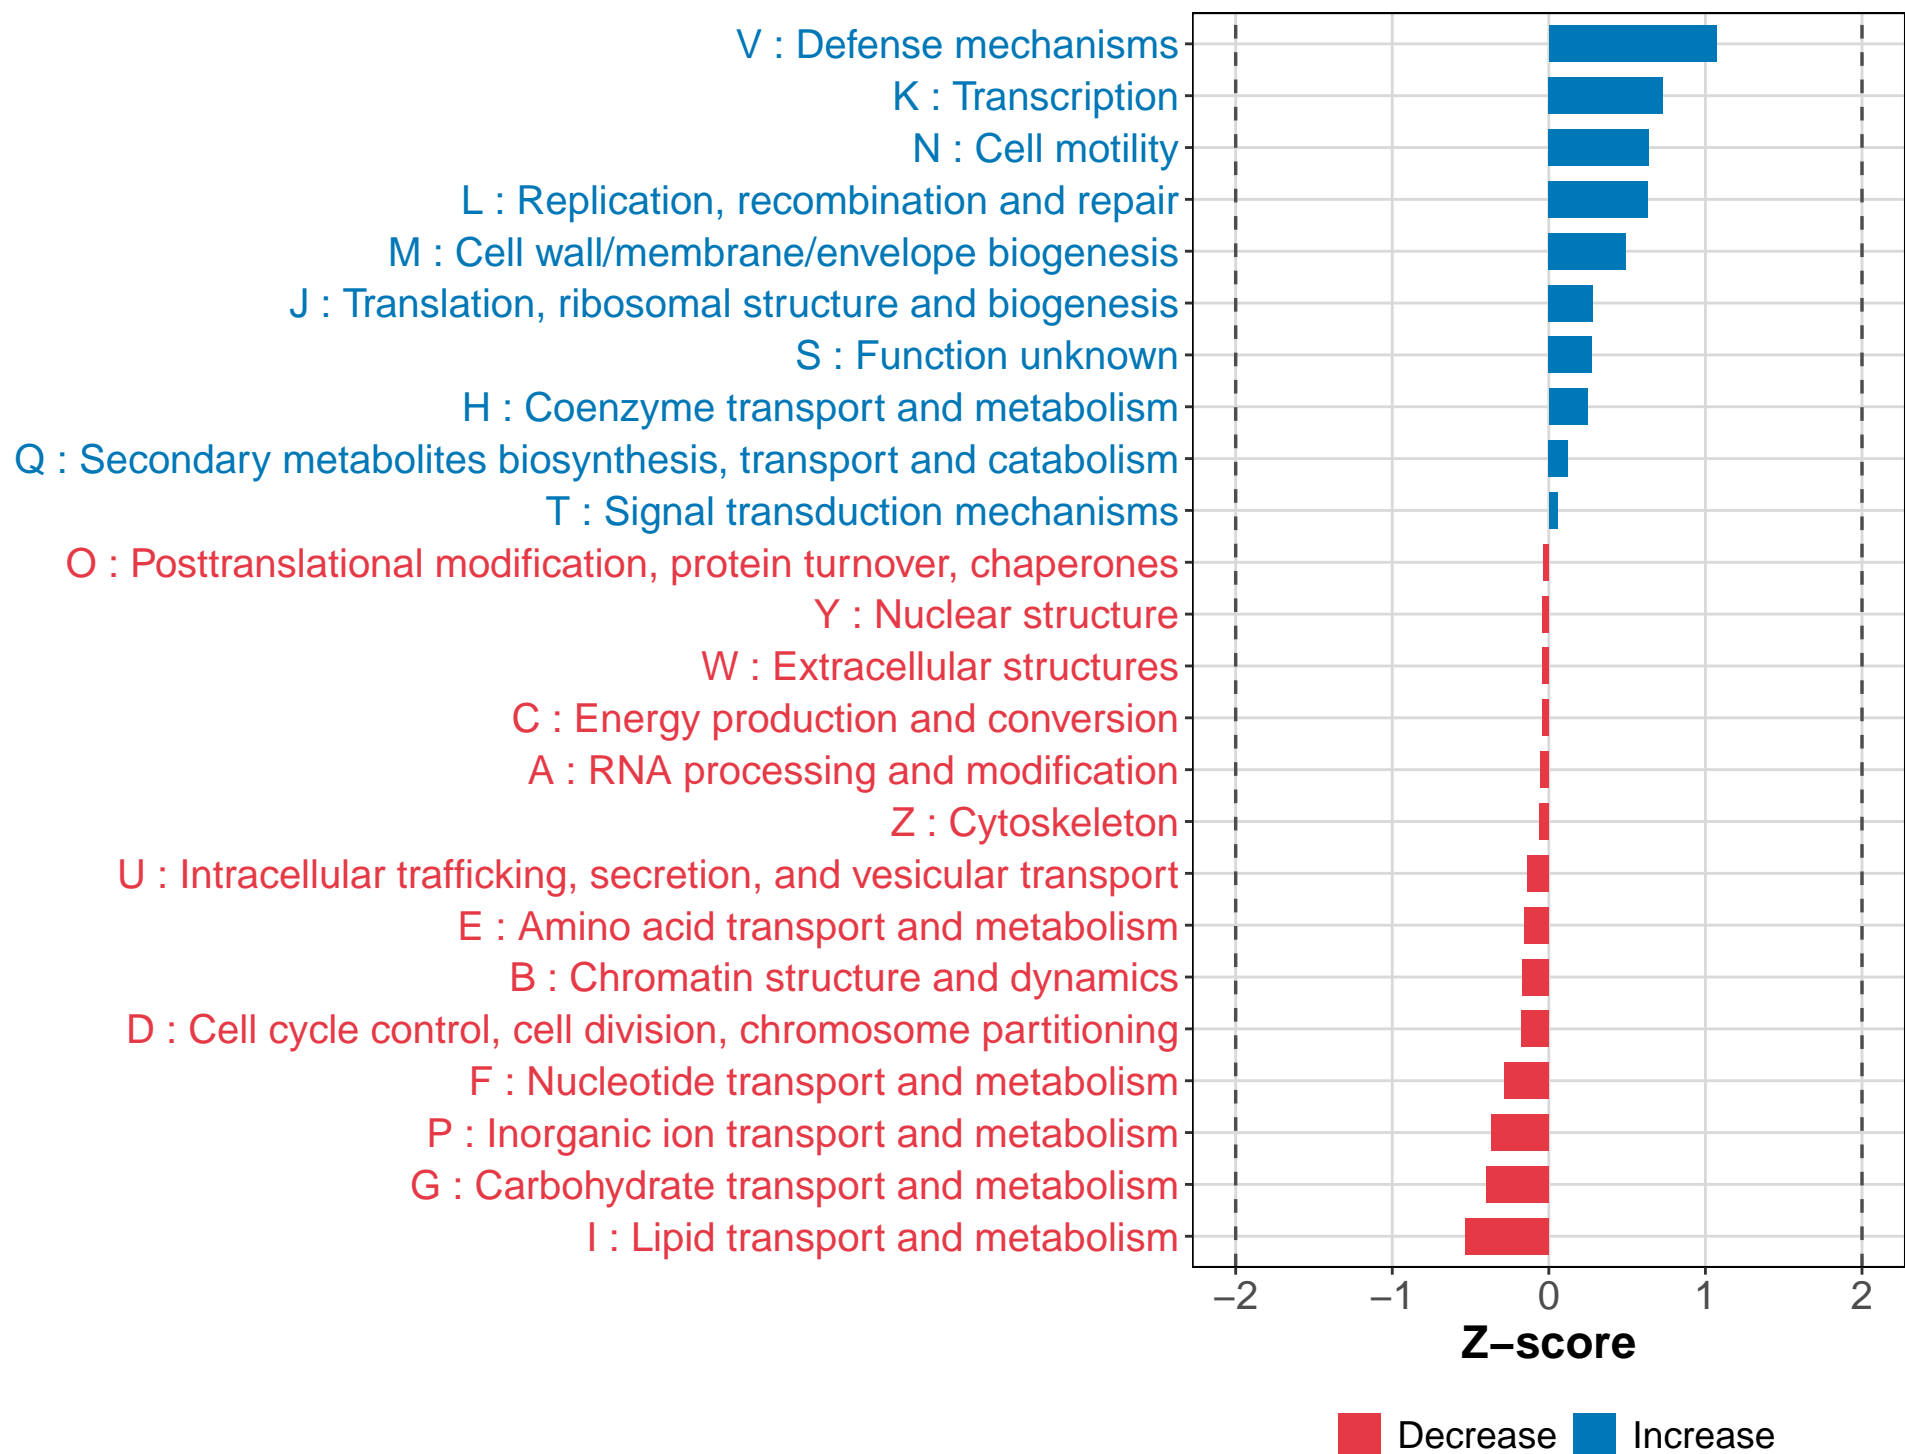 V : Defense mechanisms
K : Transcription
N : Cell motility
L : Replication, recombination and repair
M : Cell wall/membrane/envelope biogenesis
J : Translation, ribosomal structure and biogenesis
S : Function unknown
H : Coenzyme transport and metabolism
Q : Secondary metabolites biosynthesis, transport and catabolism
T : Signal transduction mechanisms
O : Posttranslational modification, protein turnover, chaperones
Y : Nuclear structure
W : Extracellular structures
C : Energy production and conversion
A : RNA processing and modification
Z : Cytoskeleton
U : Intracellular trafficking, secretion, and vesicular transport
E : Amino acid transport and metabolism
B : Chromatin structure and dynamics
D : Cell cycle control, cell division, chromosome partitioning
F : Nucleotide transport and metabolism
P : Inorganic ion transport and metabolism
G : Carbohydrate transport and metabolism
I : Lipid transport and metabolism
−2 −1 0 1 2
Z−score
Decrease Increase